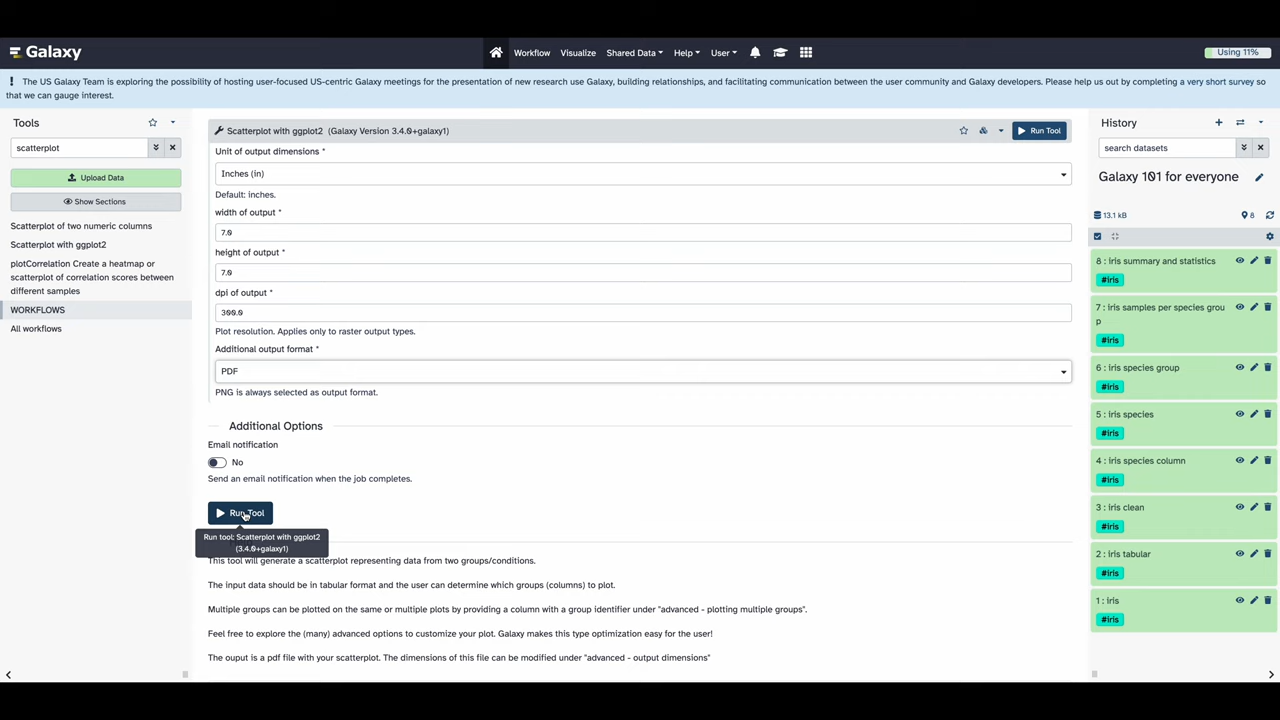 Galaxy
Workflow
Visualize
Shared Data
Help
User
Using 11%
! The US Galaxy Team is exploring the possibility of hosting user-focused US-centric Galaxy meetings for the presentation of new research use Galaxy, building relationships, and facilitating communication between the user community and Galaxy developers. Please help us out by completing a very short survey so
that we can gauge interest.
Tools
scatterplot
Upload Data
Show Sections
Scatterplot of two numeric columns
Scatterplot with ggplot2
plotCorrelation Create a heatmap or
scatterplot of correlation scores between
different samples
WORKFLOWS
All workflows
Scatterplot with ggplot2 (Galaxy Version 3.4.0+galaxy1)
Run Tool
Unit of output dimensions *
Inches (in)
Default: inches.
width of output *
7.0
height of output *
7.0
dpi of output *
300.0
Plot resolution. Applies only to raster output types.
Additional output format *
PDF
PNG is always selected as output format.
Additional Options
Email notification
No
Send an email notification when the job completes.
Run Tool
Run tool: Scatterplot with ggplot2
(3.4.0+galaxy1)
This tool will generate a scatterplot representing data from two groups/conditions.
The input data should be in tabular format and the user can determine which groups (columns) to plot.
Multiple groups can be plotted on the same or multiple plots by providing a column with a group identifier under "advanced - plotting multiple groups".
Feel free to explore the (many) advanced options to customize your plot. Galaxy makes this type optimization easy for the user!
The ouput is a pdf file with your scatterplot. The dimensions of this file can be modified under "advanced - output dimensions"
History
search datasets
Galaxy 101 for everyone
13.1 kB
8
8 : iris summary and statistics
#iris
7 : iris samples per species grou
p
#iris
6 : iris species group
#iris
5 : iris species
#iris
4 : iris species column
#iris
3 : iris clean
#iris
2 : iris tabular
#iris
1 : iris
#iris